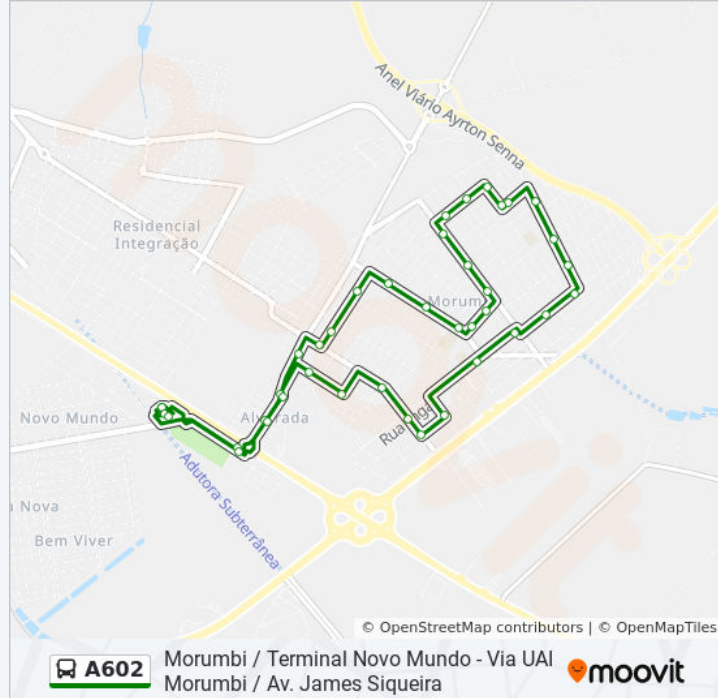 Anel Viário Ayrton Senna
Residencial
Integração
Morum
Novo Mundo
Alvorada
Rua
Adutora Subterrânea
a Nova
Bem Viver
© OpenStreetMap contributors | © OpenMapTiles
A602
Morumbi / Terminal Novo Mundo - Via UAI
Morumbi / Av. James Siqueira
moovit